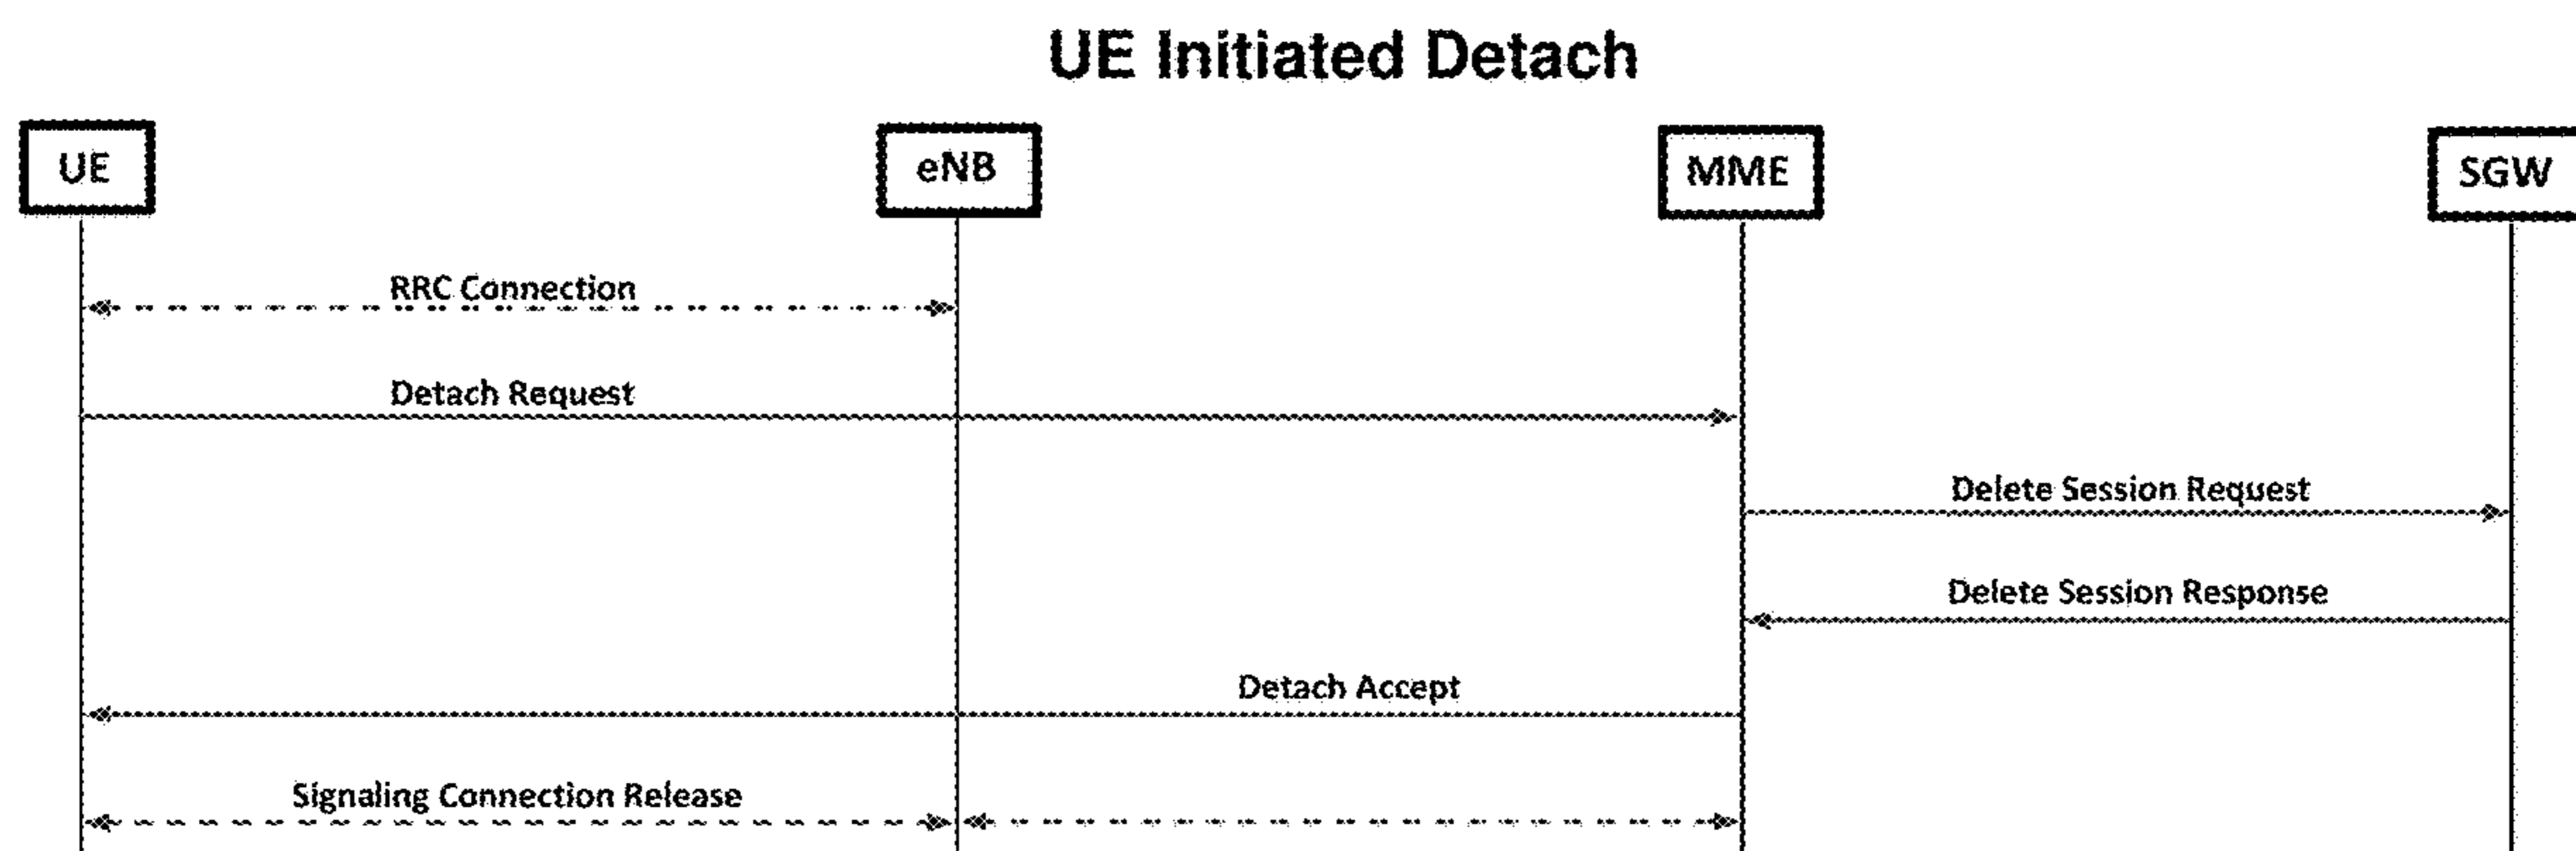 UE Initiated Detach
UE
eNB
MME
SGW
RRC Connection
Detach Request
Delete Session Request
Delete Session Response
Detach Accept
Signaling Connection Release